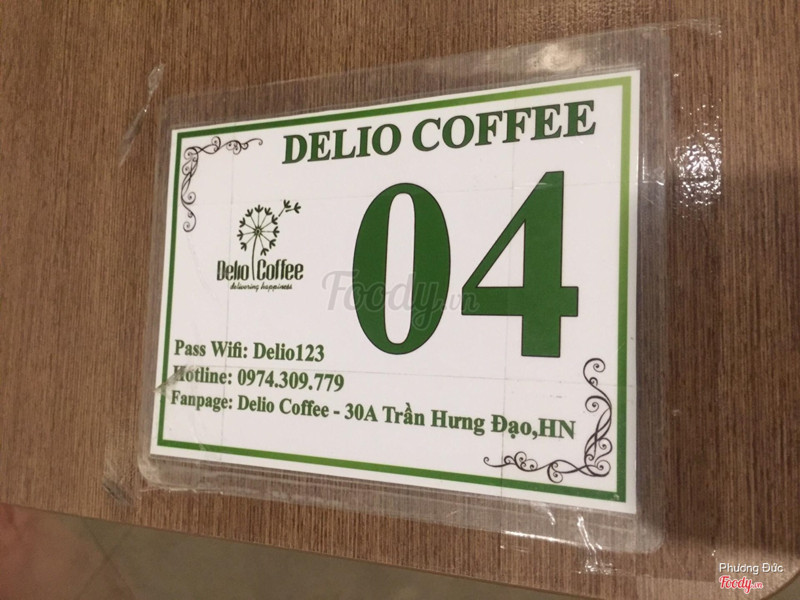 DELIO COFFEE
04
Delio Coffee
delivering happiness
Foody.vn
Pass Wifi: Delio123
Hotline: 0974.309.779
Fanpage: Delio Coffee - 30A Trần Hưng Đạo,HN
Phương Đức
Foody.vn